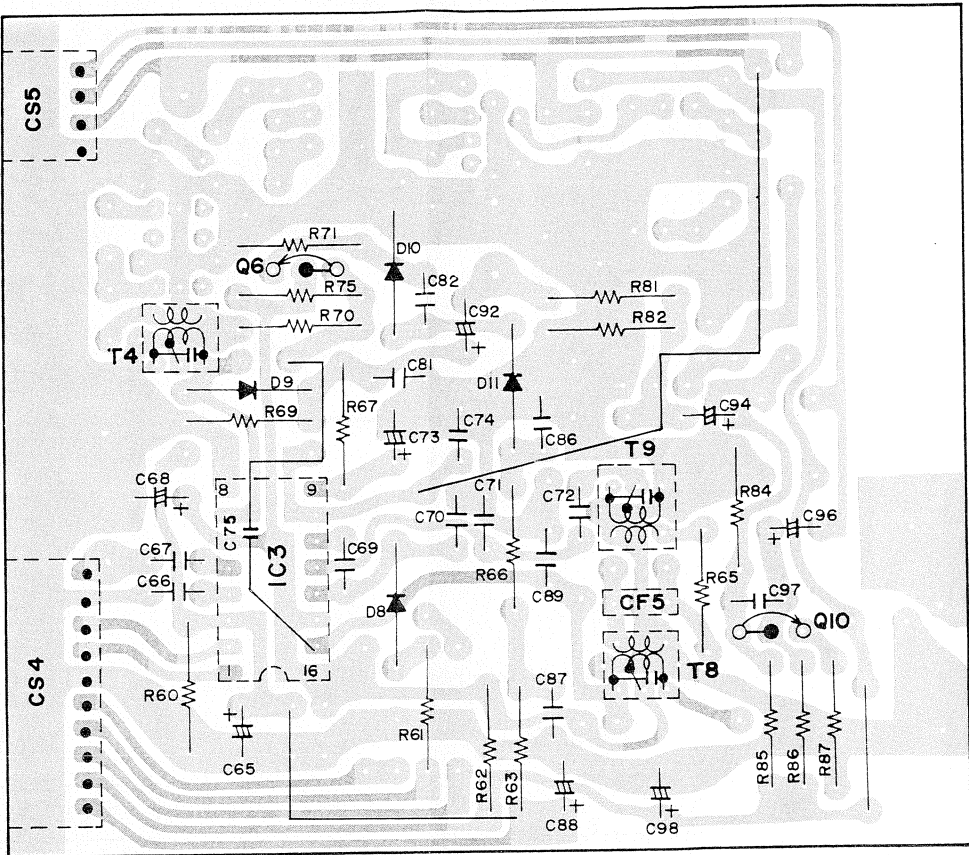 CS5
R71
Q6
D10
R75
C82
R81
R70
C92
R82
+
T4
D9
C81
D11
R69
R67
C94
C73
C74
C86
+
+
T9
C68
8
9
C71
C72
R84
+
C75
C70
C96
IC3
+
C67
C69
R66
C66
C89
R65
CF5
C97
D8
Q10
CS4
1
16
T8
R60
C87
+
R61
C65
R62
R63
R85
R86
R87
+
+
C88
C98